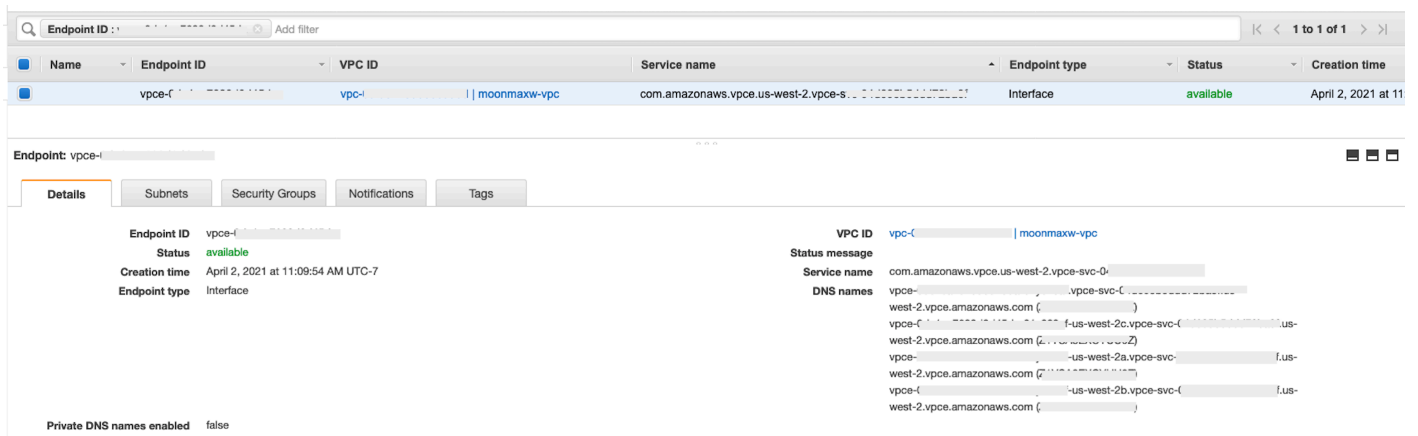 Endpoint ID : Add filter 1 to 1 of 1
Name Endpoint ID VPC ID Service name Endpoint type Status Creation time
vpce- vpc- | moonmaxw-vpc com.amazonaws.vpce.us-west-2.vpce-s Interface available April 2, 2021 at 11:
Endpoint: vpce-
Details Subnets Security Groups Notifications Tags
Endpoint ID vpce- VPC ID vpc- | moonmaxw-vpc
Status available Status message
Creation time April 2, 2021 at 11:09:54 AM UTC-7 Service name com.amazonaws.vpce.us-west-2.vpce-svc-04
Endpoint type Interface DNS names vpce- .vpce-svc-
west-2.vpce.amazonaws.com ( )
vpce- f-us-west-2c.vpce-svc- .us-
west-2.vpce.amazonaws.com ( Z)
vpce- -us-west-2a.vpce-svc- f.us-
west-2.vpce.amazonaws.com ( )
vpce- -us-west-2b.vpce-svc- f.us-
west-2.vpce.amazonaws.com ( )
Private DNS names enabled false